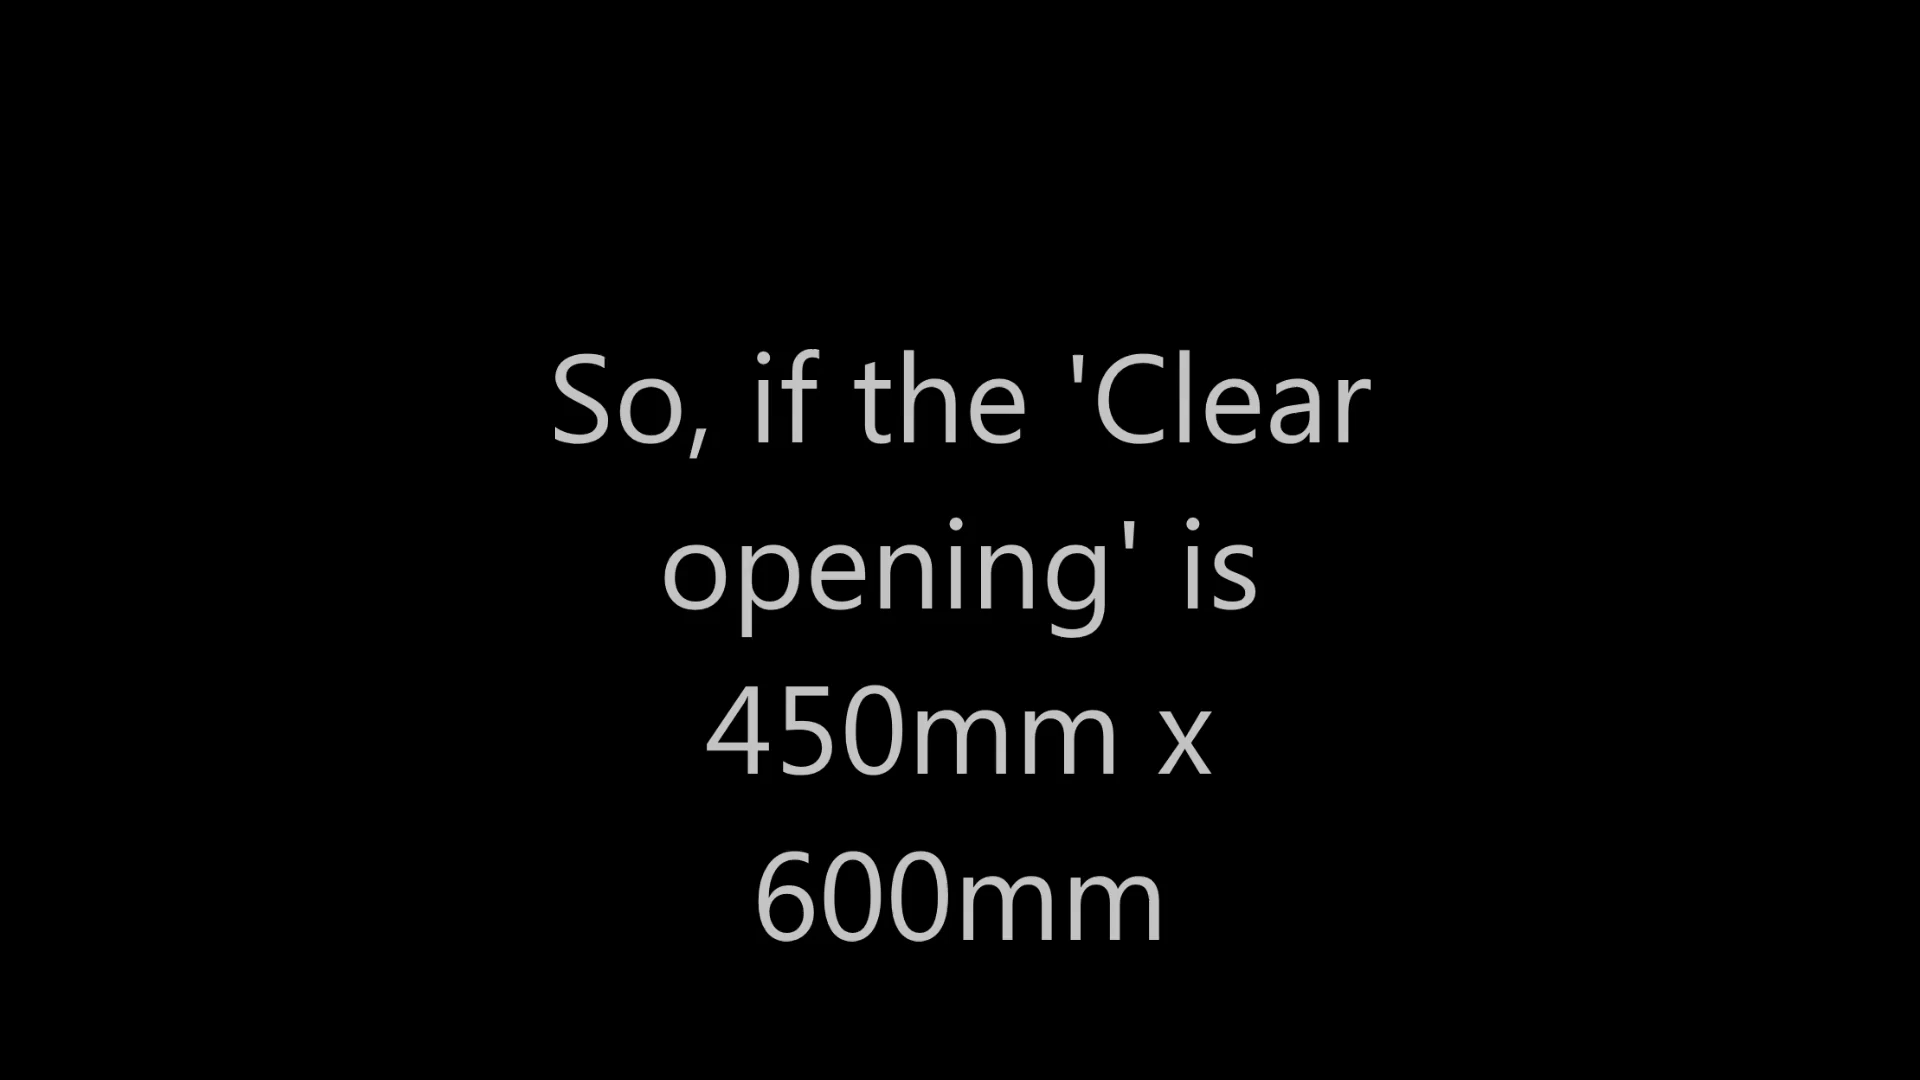 So, if the 'Clear
opening' is
450mm x
600mm